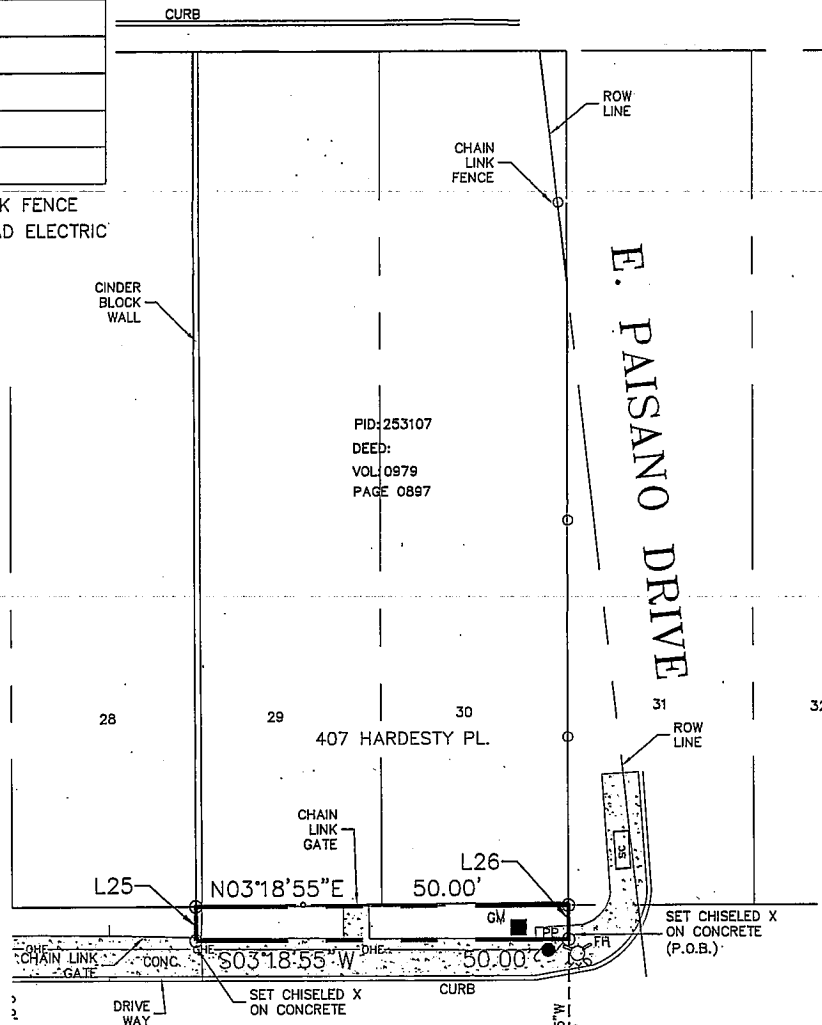 CURB
ROW
LINE
CHAIN
LINK
FENCE
K FENCE
AD ELECTRIC
CINDER
BLOCK
WALL
E. PAISANO DRIVE
PID: 253107
DEED:
VOL: 0979
PAGE 0897
28
29
30
31
32
407 HARDESTY PL.
ROW
LINE
CHAIN
LINK
GATE
SC
L25
N03°18'55"E 50.00'
L26
GM
PP
FH
SET CHISELED X
ON CONCRETE
(P.O.B.)
OHE
OHE
OHE
CHAIN LINK
GATE
CONC.
S03°18'55"W 50.00'
SET CHISELED X
ON CONCRETE
CURB
DRIVE
WAY